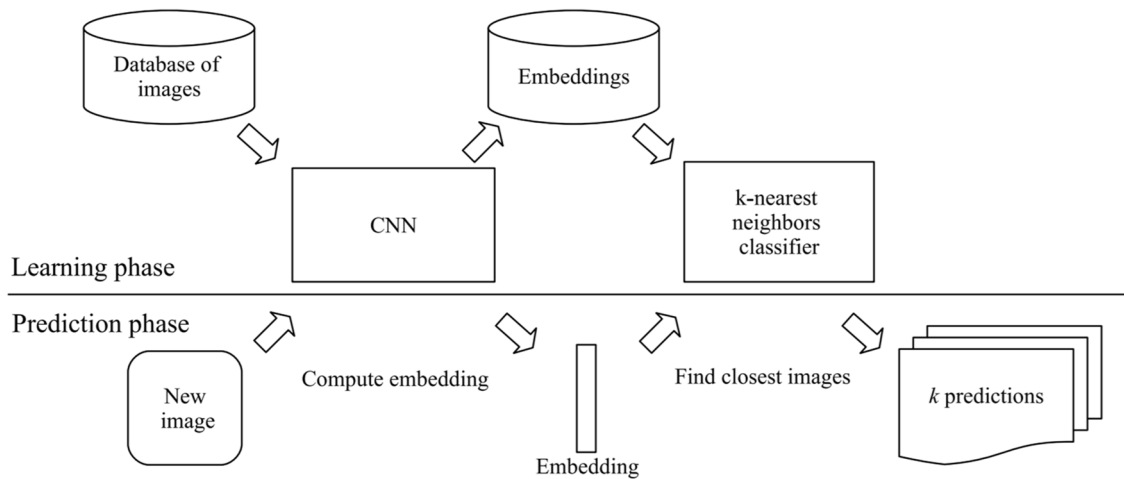 Database of
images
Embeddings
CNN
k-nearest
neighbors
classifier
Learning phase
Prediction phase
New
image
Compute embedding
Embedding
Find closest images
k predictions